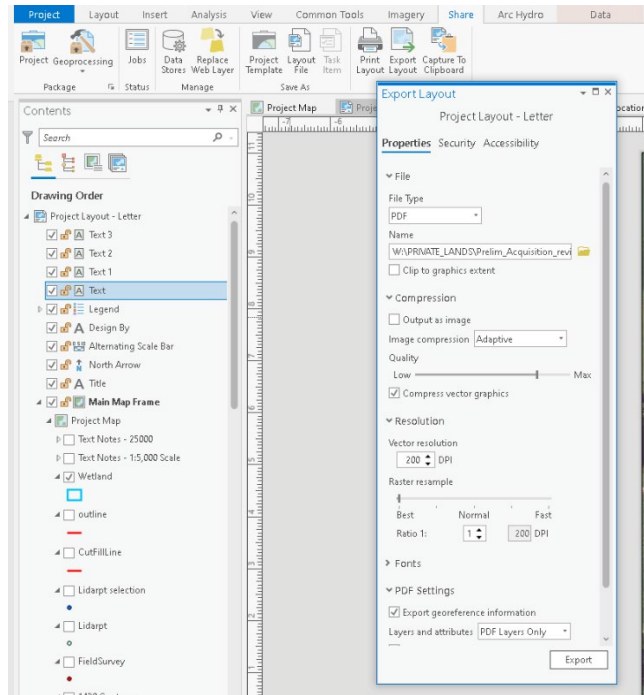 Project Layout Insert Analysis View Common Tools Imagery Share Arc Hydro Data
Project Geoprocessing Jobs Data Stores Replace Web Layer Project Template Layout File Task Item Print Layout Export Layout Capture To Clipboard
Package Status Manage Save As
Contents
Search
Drawing Order
Project Layout - Letter
Text 3
Text 2
Text 1
Text
Legend
Design By
Alternating Scale Bar
North Arrow
Title
Main Map Frame
Project Map
Text Notes - 25000
Text Notes - 1:5,000 Scale
Wetland
outline
CutFillLine
Lidarpt selection
Lidarpt
FieldSurvey
Project Map
-7 -6
Export Layout
Project Layout - Letter
Properties Security Accessibility
File
File Type
PDF
Name
W:\PRIVATE_LANDS\Prelim_Acquisition_revi
Clip to graphics extent
Compression
Output as image
Image compression Adaptive
Quality
Low Max
Compress vector graphics
Resolution
Vector resolution
200 DPI
Raster resample
Best Normal Fast
Ratio 1: 1 200 DPI
Fonts
PDF Settings
Export georeference information
Layers and attributes PDF Layers Only
Export